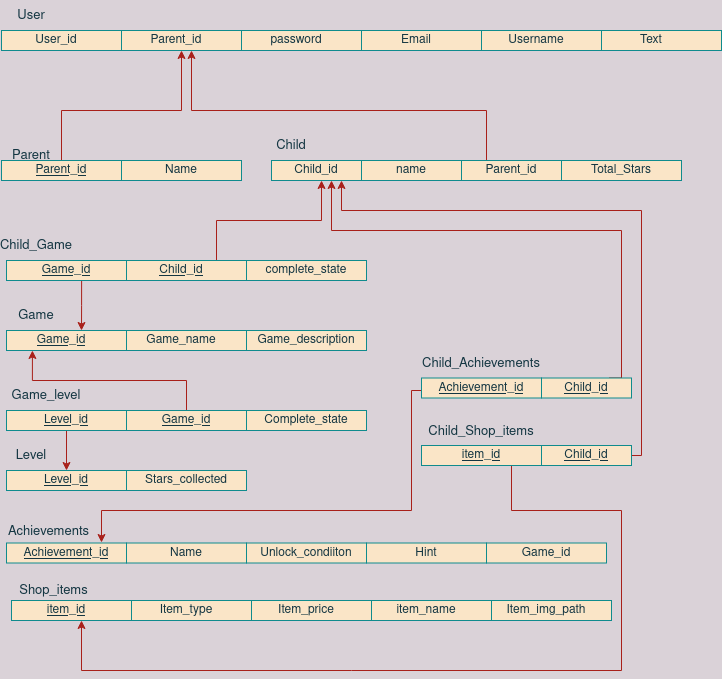 User
User_id Parent_id password Email Username Text
Parent
Parent_id Name
Child
Child_id name Parent_id Total_Stars
Child_Game
Game_id Child_id complete_state
Game
Game_id Game_name Game_description
Game_level
Level_id Game_id Complete_state
Level
Level_id Stars_collected
Child_Achievements
Achievement_id Child_id
Child_Shop_items
item_id Child_id
Achievements
Achievement_id Name Unlock_condiiton Hint Game_id
Shop_items
item_id Item_type Item_price item_name Item_img_path